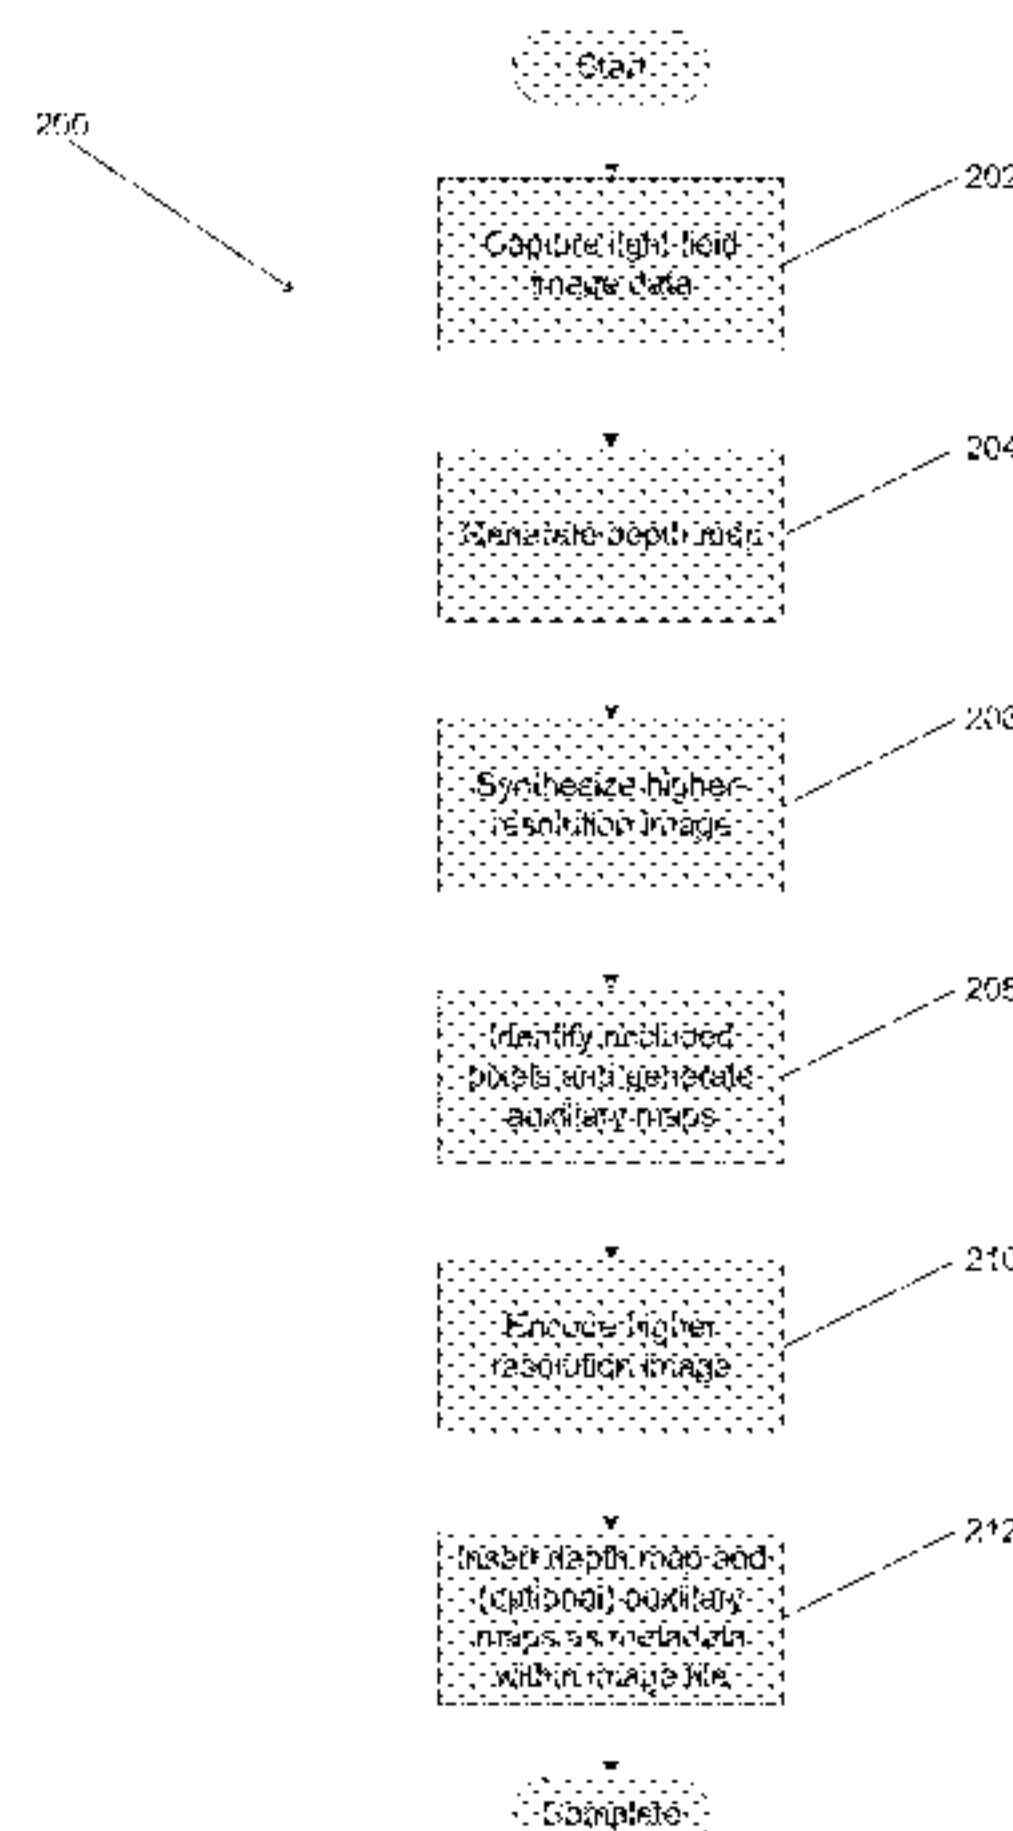 Start
200
202
Capture light field
image data
204
Generate depth map
206
Synthesize higher
resolution image
208
Identify occluded
pixels and generate
auxiliary maps
210
Encode higher
resolution image
212
Insert depth map and
(optional) auxiliary
maps as metadata
within image file
Complete